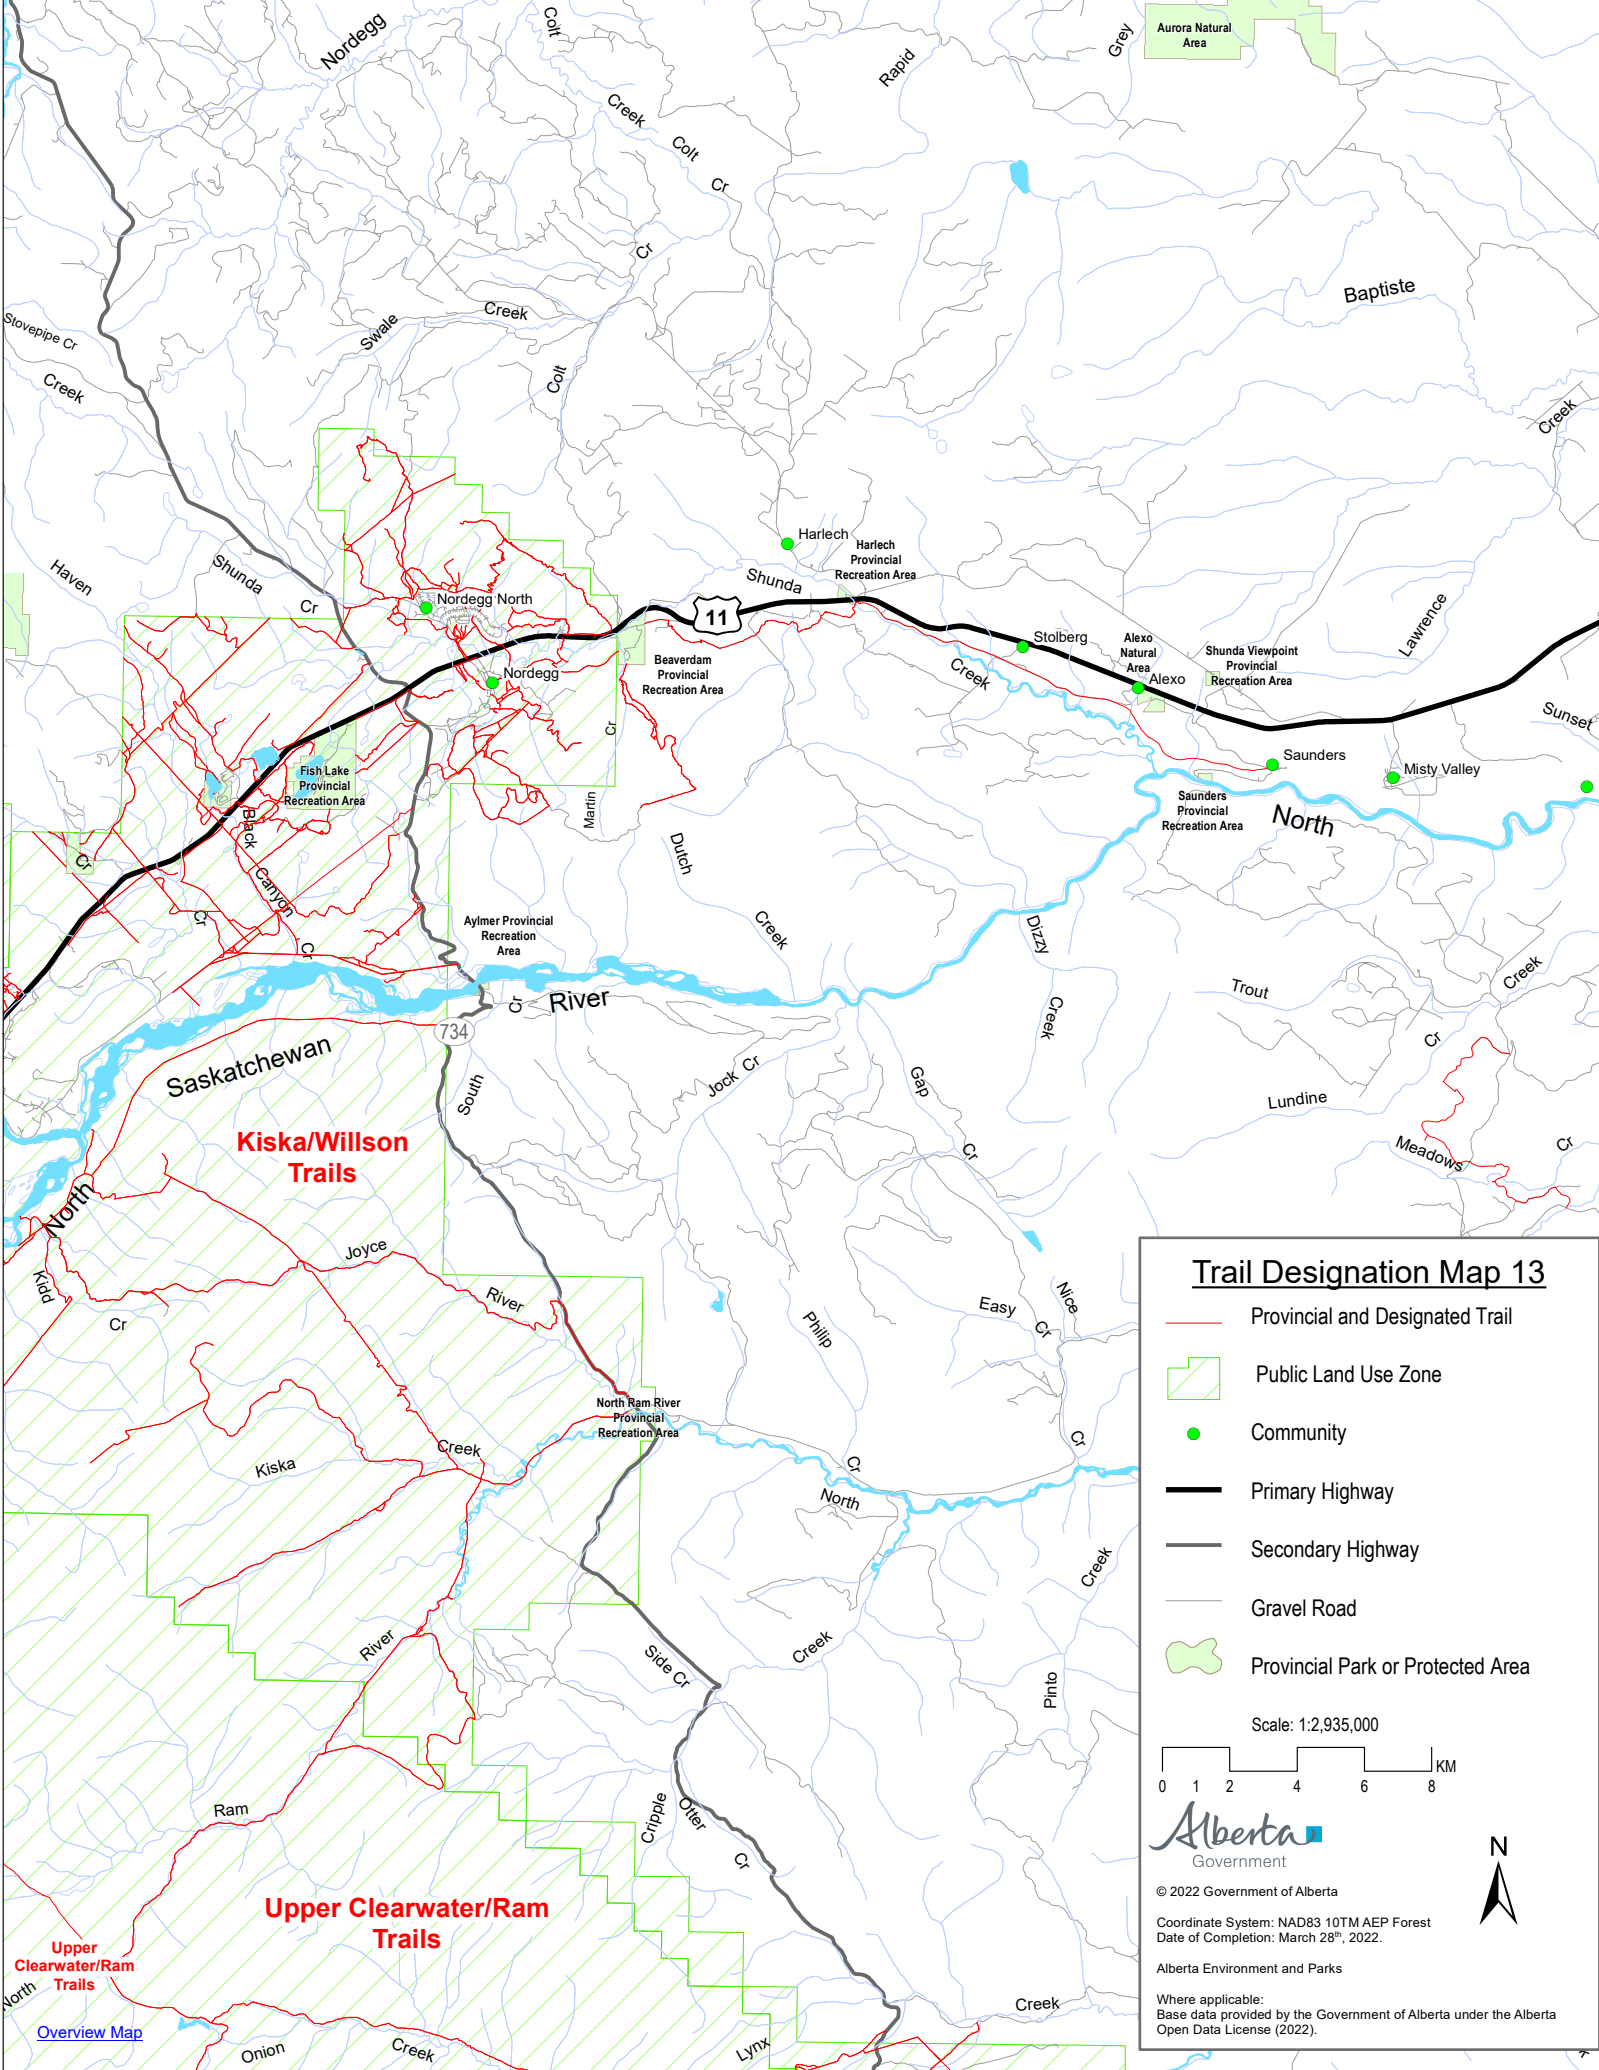 Nordegg
Colt
Creek
Colt
Cr
Cr
Rapid
Grey
Aurora Natural
Area
Baptiste
Creek
Stovepipe Cr
Creek
Swale
Creek
Colt
Haven
Shunda
Cr
Nordegg North
Nordegg
Harlech
Harlech
Provincial
Recreation Area
Shunda
11
Beaverdam
Provincial
Recreation Area
Creek
Stolberg
Alexo
Natural
Area
Alexo
Shunda Viewpoint
Provincial
Recreation Area
Lawrence
Sunset
Saunders
Misty Valley
Saunders
Provincial
Recreation Area
North
Fish Lake
Provincial
Recreation Area
Black
Canyon
Cr
Cr
Cr
Cr
Martin
Dutch
Creek
Aylmer Provincial
Recreation
Area
Cr
River
734
South
Saskatchewan
North
Dizzy
Creek
Trout
Creek
Cr
Lundine
Meadows
Cr
Jock Cr
Gap
Cr
Kiska/Willson
Trails
Joyce
River
Kidd
Cr
Philip
Easy
Cr
Nice
Cr
North Ram River
Provincial
Recreation Area
Creek
Kiska
Cr
North
Creek
River
Side Cr
Creek
Pinto
Ram
Cripple
Otter
Cr
Upper Clearwater/Ram
Trails
Upper
Clearwater/Ram
Trails
North
Overview Map
Onion
Creek
Lynx
Creek
Trail Designation Map 13
Provincial and Designated Trail
Public Land Use Zone
Community
Primary Highway
Secondary Highway
Gravel Road
Provincial Park or Protected Area
Scale: 1:2,935,000
KM
0 1 2 4 6 8
Alberta
Government
N
© 2022 Government of Alberta
Coordinate System: NAD83 10TM AEP Forest
Date of Completion: March 28th, 2022.
Alberta Environment and Parks
Where applicable:
Base data provided by the Government of Alberta under the Alberta
Open Data License (2022).